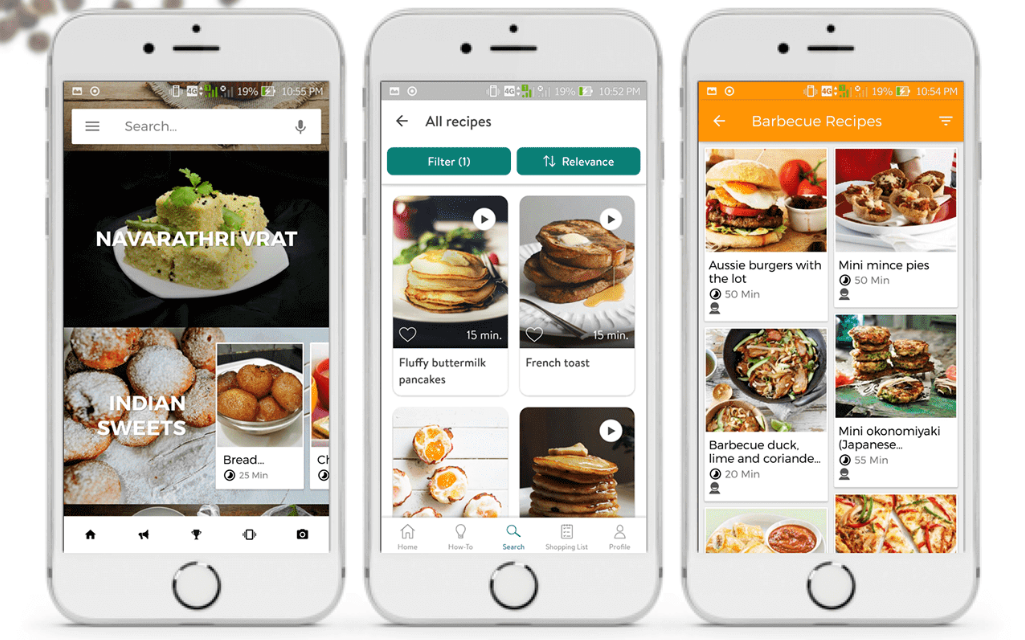 4G 19% 10:55 PM
Search...
NAVARATHRI VRAT
INDIAN
SWEETS
Bread...
25 Min
Ch
4G 19% 10:52 PM
All recipes
Filter (1)
Relevance
15 min.
Fluffy buttermilk
pancakes
15 min.
French toast
Home
How-To
Search
Shopping List
Profile
4G 19% 10:54 PM
Barbecue Recipes
Aussie burgers with
the lot
50 Min
Mini mince pies
50 Min
Barbecue duck,
lime and coriande...
20 Min
Mini okonomiyaki
(Japanese...
55 Min